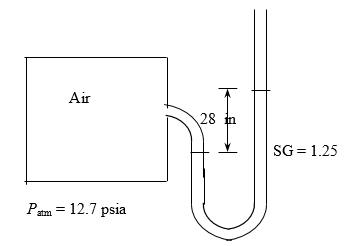 Air
28 in
SG = 1.25
Patm = 12.7 psia